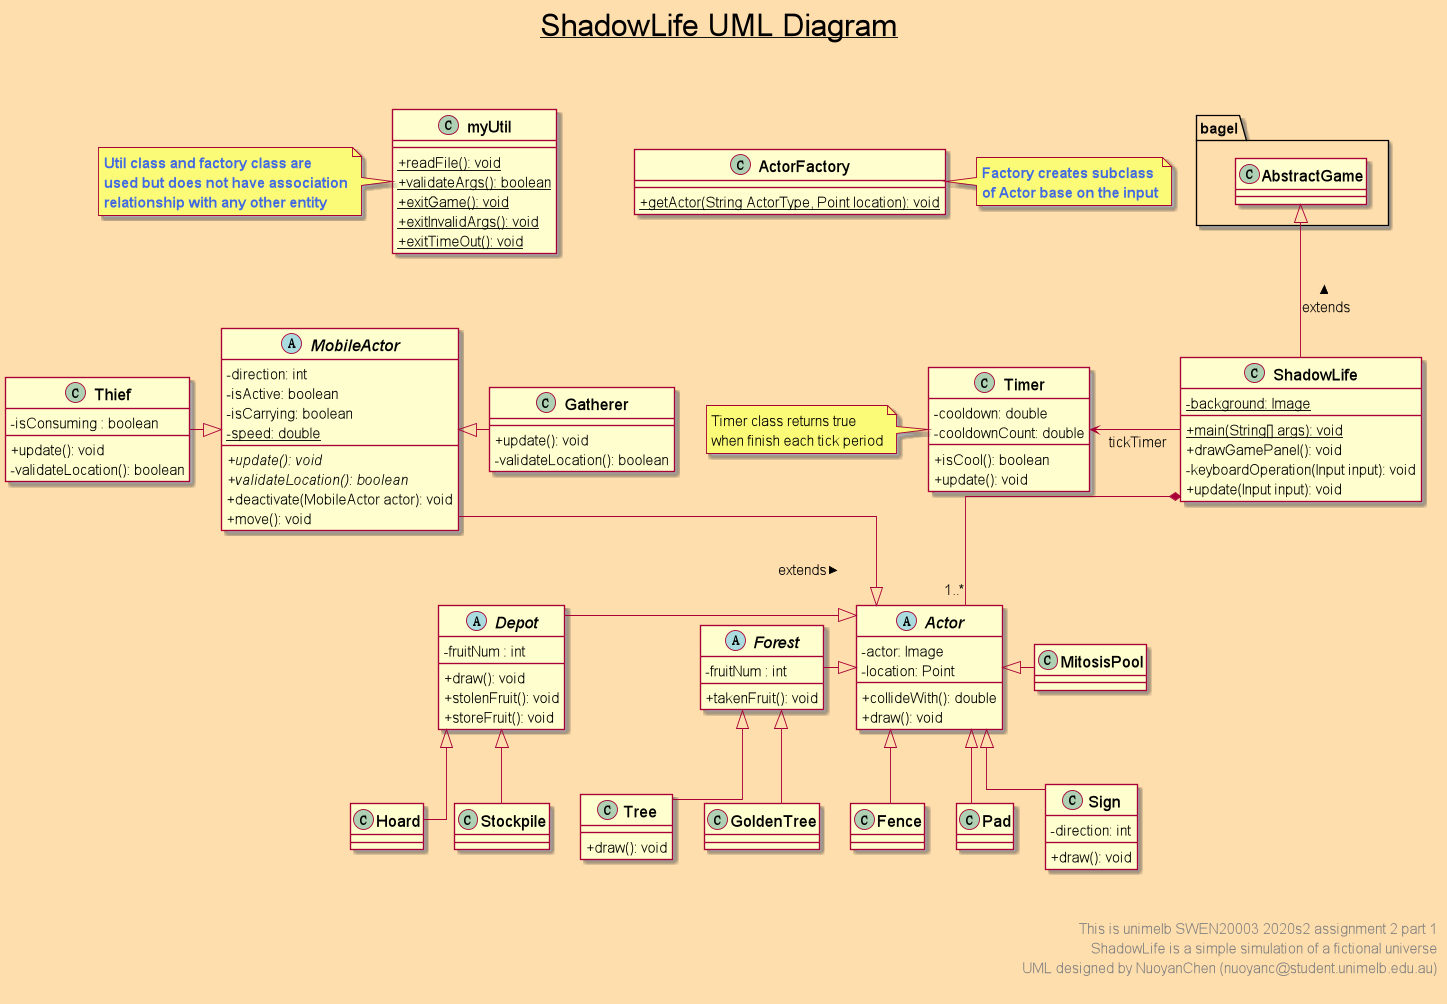 ShadowLife UML Diagram
C myUtil
+readFile(): void
+validateArgs(): boolean
+exitGame(): void
+exitInvalidArgs(): void
+exitTimeOut(): void
Util class and factory class are
used but does not have association
relationship with any other entity
C ActorFactory
+getActor(String ActorType, Point location): void
Factory creates subclass
of Actor base on the input
bagel
C AbstractGame
▲
extends
C Thief
-isConsuming : boolean
+update(): void
-validateLocation(): boolean
A MobileActor
-direction: int
-isActive: boolean
-isCarrying: boolean
-speed: double
+update(): void
+validateLocation(): boolean
+deactivate(MobileActor actor): void
+move(): void
C Gatherer
+update(): void
-validateLocation(): boolean
Timer class returns true
when finish each tick period
C Timer
-cooldown: double
-cooldownCount: double
+isCool(): boolean
+update(): void
tickTimer
C ShadowLife
-background: Image
+main(String[] args): void
+drawGamePanel(): void
-keyboardOperation(Input input): void
+update(Input input): void
extends ►
1..*
A Depot
-fruitNum : int
+draw(): void
+stolenFruit(): void
+storeFruit(): void
A Forest
-fruitNum : int
+takenFruit(): void
A Actor
-actor: Image
-location: Point
+collideWith(): double
+draw(): void
C MitosisPool
C Hoard
C Stockpile
C Tree
+draw(): void
C GoldenTree
C Fence
C Pad
C Sign
-direction: int
+draw(): void
This is unimelb SWEN20003 2020s2 assignment 2 part 1
ShadowLife is a simple simulation of a fictional universe
UML designed by NuoyanChen (nuoyanc@student.unimelb.edu.au)